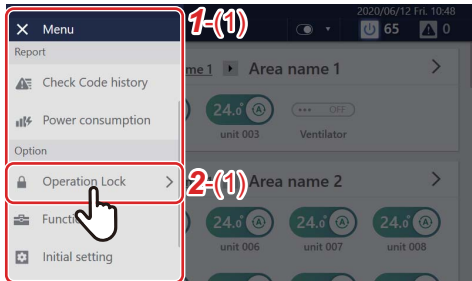 2020/06/12 Fri. 10:48
× Menu
1-(1)
65
0
Report
Check Code history
me 1
Area name 1
24.0 A
OFF
Power consumption
unit 003
Ventilator
Option
Operation Lock
2-(1)
Area name 2
Functi
24.0 A
24.0 A
24.0 A
unit 006
unit 007
unit 008
Initial setting